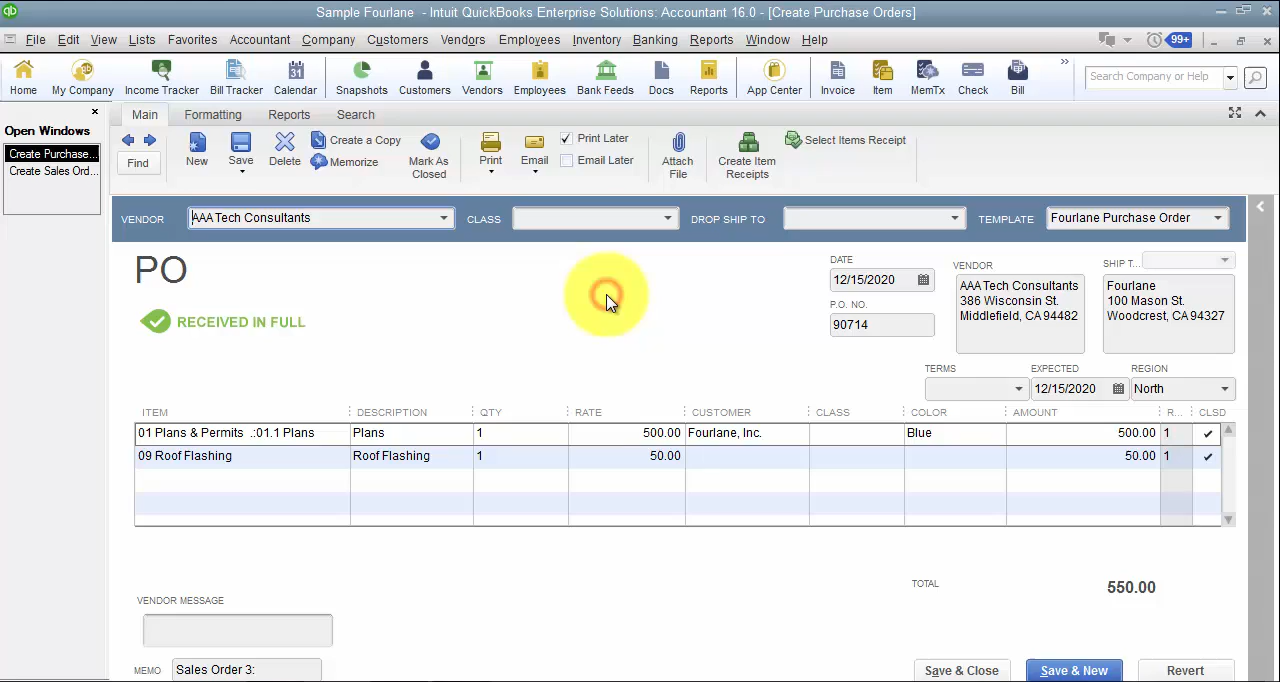 Sample Fourlane - Intuit QuickBooks Enterprise Solutions: Accountant 16.0 - [Create Purchase Orders]
File Edit View Lists Favorites Accountant Company Customers Vendors Employees Inventory Banking Reports Window Help
99+
Home My Company Income Tracker Bill Tracker Calendar Snapshots Customers Vendors Employees Bank Feeds Docs Reports App Center Invoice Item MemTx Check Bill
Search Company or Help
Open Windows
Create Purchase...
Create Sales Ord...
Main Formatting Reports Search
Find
New Save Delete
Create a Copy
Memorize
Mark As Closed
Print Email
Print Later
Email Later
Attach File
Create Item Receipts
Select Items Receipt
VENDOR AAA Tech Consultants CLASS DROP SHIP TO TEMPLATE Fourlane Purchase Order
PO
RECEIVED IN FULL
DATE
12/15/2020
P.O. NO.
90714
VENDOR
AAA Tech Consultants
386 Wisconsin St.
Middlefield, CA 94482
SHIP T...
Fourlane
100 Mason St.
Woodcrest, CA 94327
TERMS EXPECTED REGION
12/15/2020 North
ITEM DESCRIPTION QTY RATE CUSTOMER CLASS COLOR AMOUNT R... CLSD
01 Plans & Permits .:01.1 Plans Plans 1 500.00 Fourlane, Inc. Blue 500.00 1 ✔
09 Roof Flashing Roof Flashing 1 50.00 50.00 1 ✔
TOTAL 550.00
VENDOR MESSAGE
MEMO Sales Order 3:
Save & Close Save & New Revert